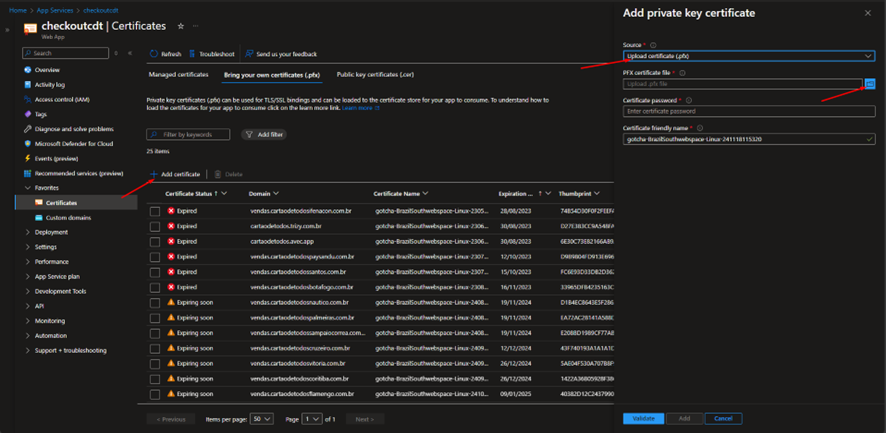 Home > App Services > checkoutcdt
checkoutcdt | Certificates
Web App
Search
Overview
Activity log
Access control (IAM)
Tags
Diagnose and solve problems
Microsoft Defender for Cloud
Events (preview)
Recommended services (preview)
Favorites
Certificates
Custom domains
Deployment
Settings
Performance
App Service plan
Development Tools
API
Monitoring
Automation
Support + troubleshooting
Refresh Troubleshoot Send us your feedback
Managed certificates Bring your own certificates (.pfx) Public key certificates (.cer)
Private key certificates (.pfx) can be used for TLS/SSL bindings and can be loaded to the certificate store for your app to consume. To understand how to
load the certificates for your app to consume click on the learn more link. Learn more
Filter by keywords Add filter
25 items
Add certificate Delete
Certificate Status Domain Certificate Name Expiration ... Thumbprint
Expired vendas.cartaodetodosfenacon.com.br gotcha-BrazilSouthwebspace-Linux-2305... 28/08/2023
Expired cartaodetodos.trizy.com.br gotcha-BrazilSouthwebspace-Linux-2306... 30/08/2023
Expired cartaodetodos.avec.app gotcha-BrazilSouthwebspace-Linux-2306... 30/08/2023
Expired vendas.cartaodetodospaysandu.com.br gotcha-BrazilSouthwebspace-Linux-2307... 12/10/2023
Expired vendas.cartaodetodossantos.com.br gotcha-BrazilSouthwebspace-Linux-2307... 15/10/2023
Expired vendas.cartaodetodosbotafogo.com.br gotcha-BrazilSouthwebspace-Linux-2308... 16/11/2023
Expiring soon vendas.cartaodetodosnautico.com.br gotcha-BrazilSouthwebspace-Linux-2408... 19/11/2024
Expiring soon vendas.cartaodetodospalmeiras.com.br gotcha-BrazilSouthwebspace-Linux-2408... 19/11/2024
Expiring soon vendas.cartaodetodossampaiocorrea.com... gotcha-BrazilSouthwebspace-Linux-2408... 19/11/2024
Expiring soon vendas.cartaodetodoscruzeiro.com.br gotcha-BrazilSouthwebspace-Linux-2409... 12/12/2024
Expiring soon vendas.cartaodetodosvitoria.com.br gotcha-BrazilSouthwebspace-Linux-2409... 26/12/2024
Expiring soon vendas.cartaodetodoscoritiba.com.br gotcha-BrazilSouthwebspace-Linux-2409... 26/12/2024
Expiring soon vendas.cartaodetodosflamengo.com.br gotcha-BrazilSouthwebspace-Linux-2410... 09/01/2025
< Previous Items per page: 50 Page 1 of 1 Next >
Add private key certificate
Source *
Upload certificate (.pfx)
PFX certificate file *
Upload .pfx file
Certificate password *
Enter certificate password
Certificate friendly name *
gotcha-BrazilSouthwebspace-Linux-241118115320
Validate Add Cancel